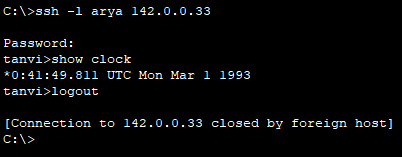 C:\>ssh -l arya 142.0.0.33
Password:
tanvi>show clock
*0:41:49.811 UTC Mon Mar 1 1993
tanvi>logout
[Connection to 142.0.0.33 closed by foreign host]
C:\>